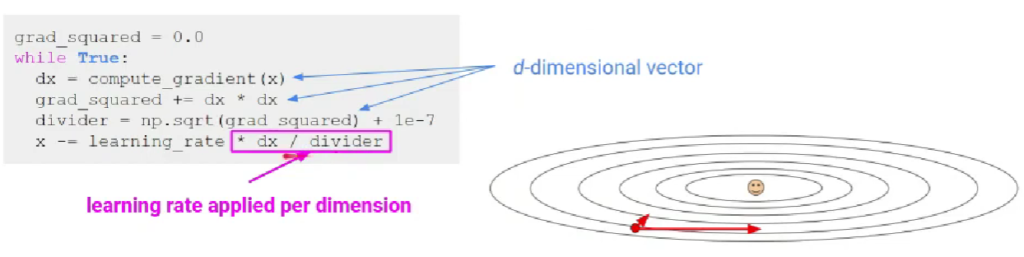 grad_squared = 0.0
while True:
dx = compute_gradient(x)
grad_squared += dx * dx
divider = np.sqrt(grad_squared) + 1e-7
x -= learning_rate * dx / divider
d-dimensional vector
learning rate applied per dimension